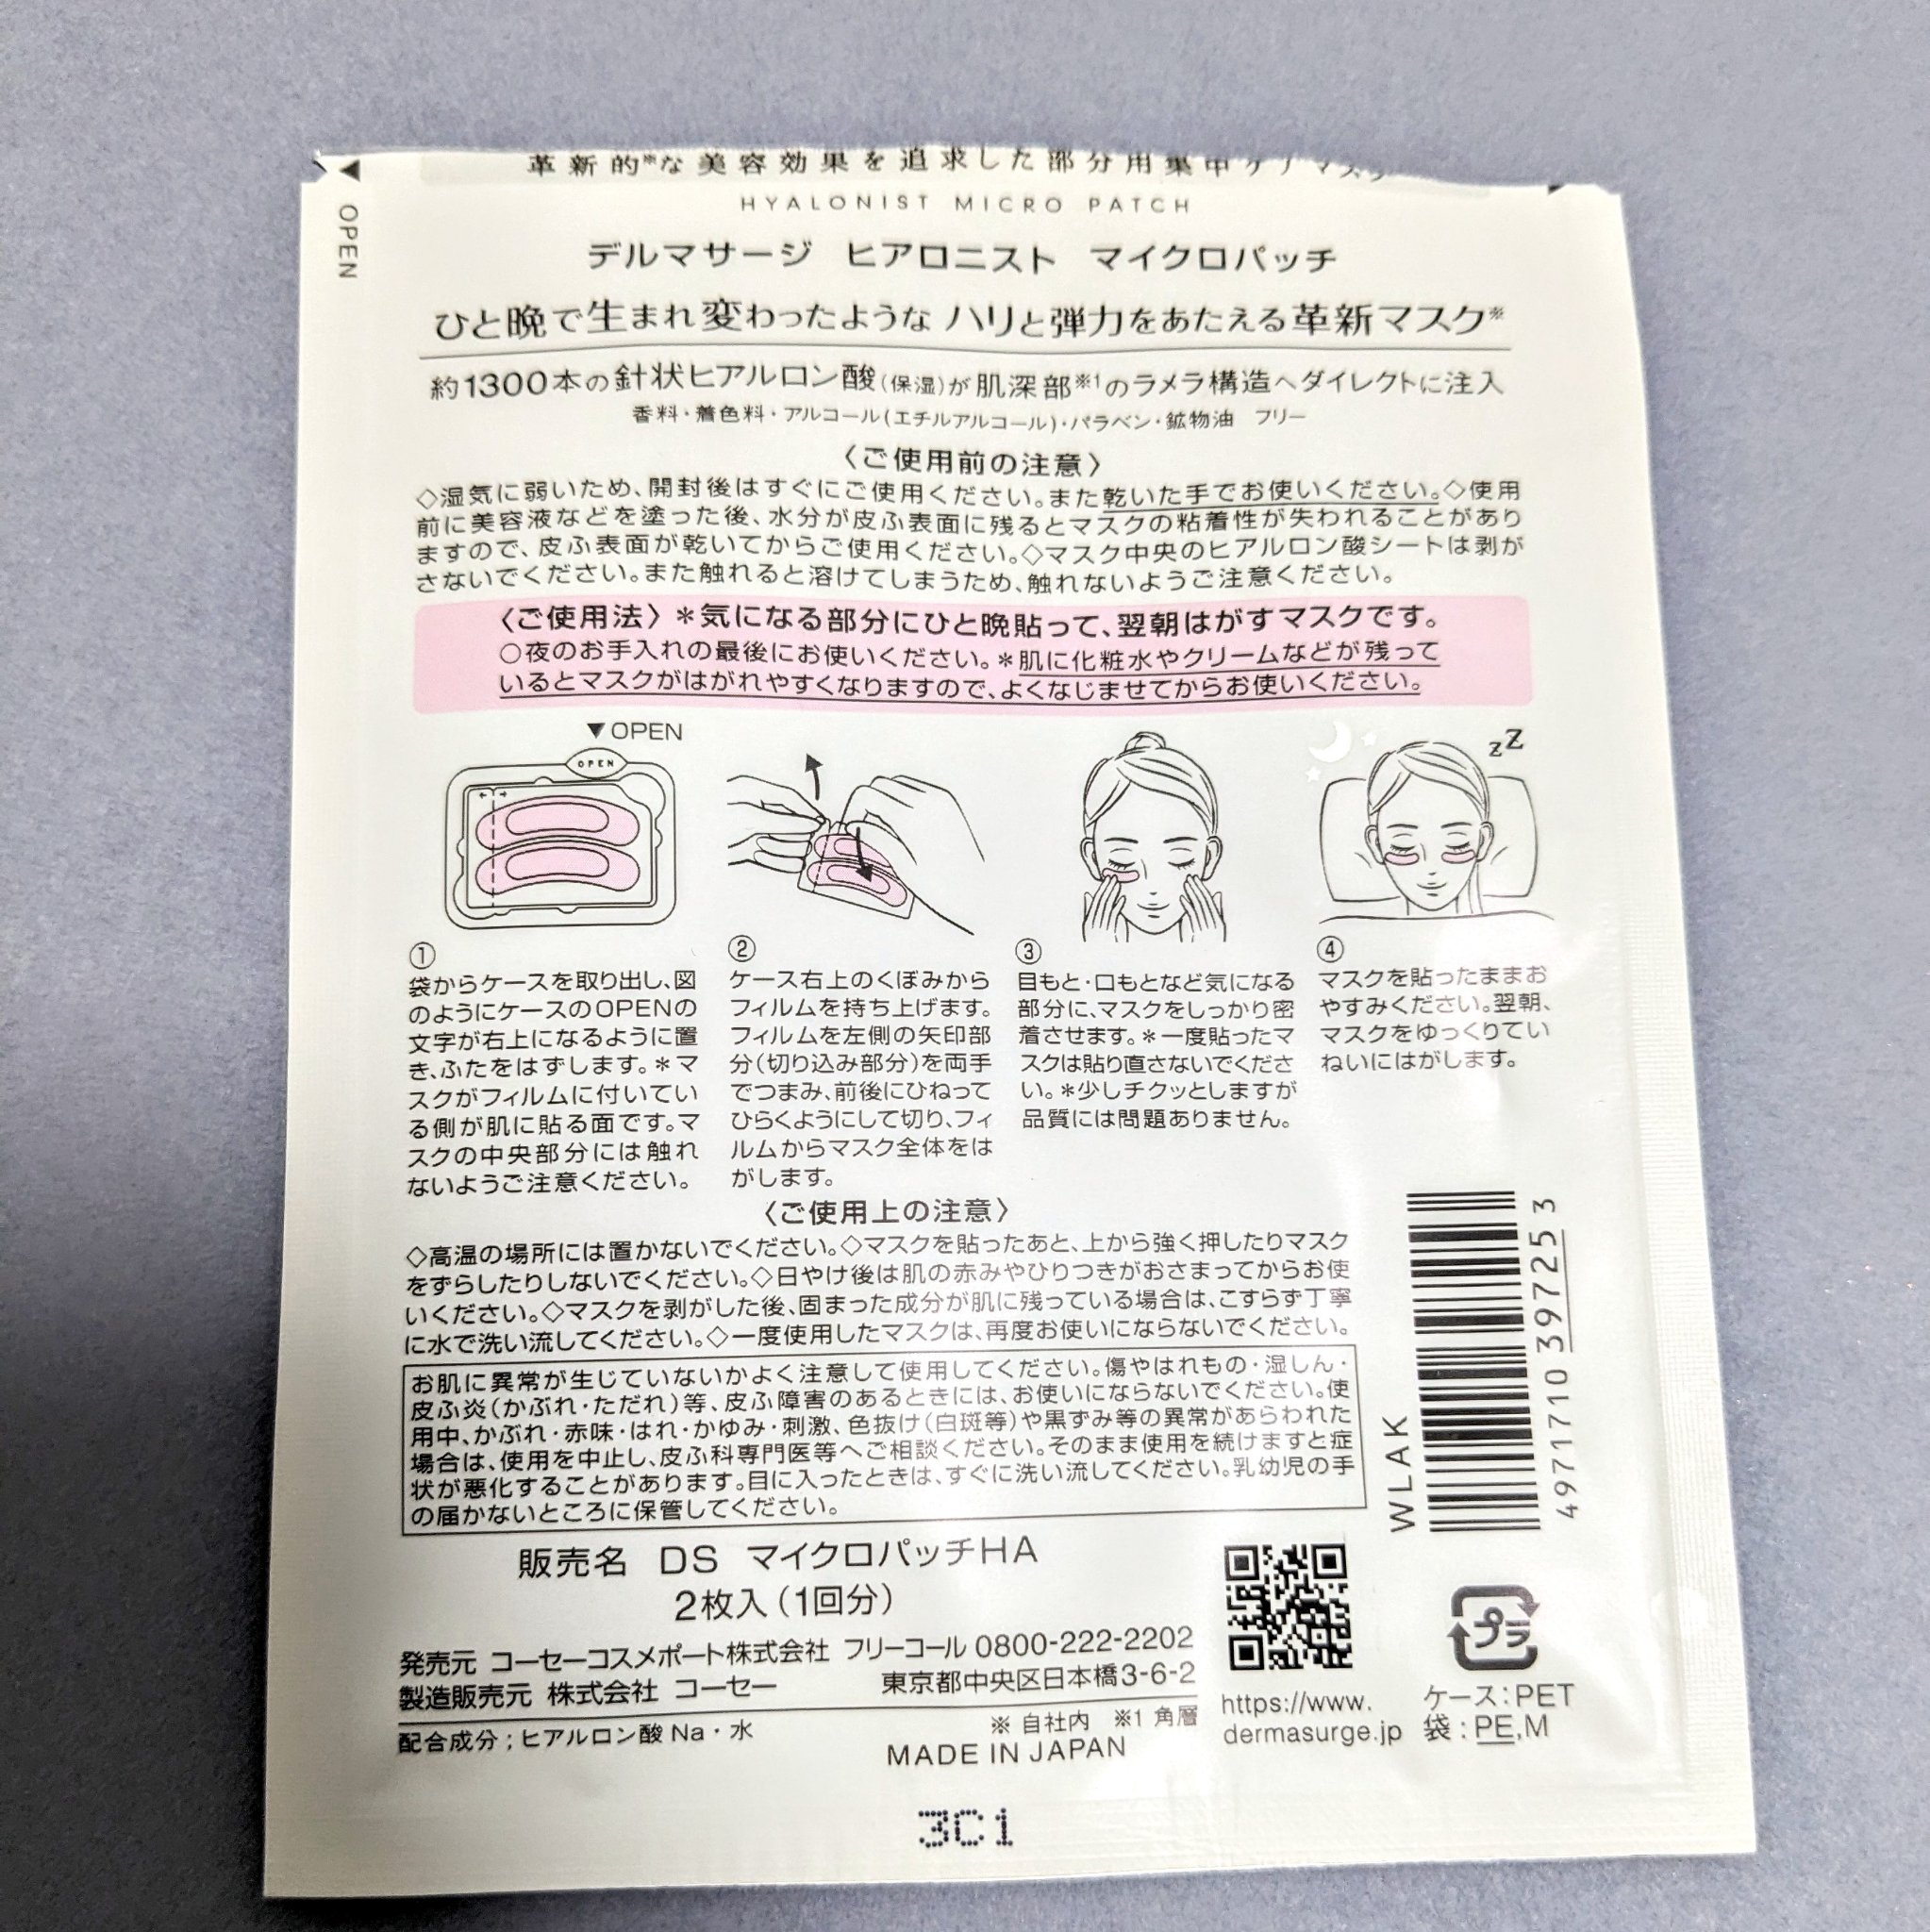 革新的※な美容効果を追求した部分用集中ケアマスク
HYALONIST MICRO PATCH
デルマサージ ヒアロニスト マイクロパッチ
ひと晩で生まれ変わったような ハリと弾力をあたえる革新マスク※
約1300本の針状ヒアルロン酸(保湿)が肌深部※1のラメラ構造へダイレクトに注入
香料・着色料・アルコール(エチルアルコール)・パラベン・鉱物油 フリー
〈ご使用前の注意〉
◇湿気に弱いため、開封後はすぐにご使用ください。また乾いた手でお使いください。◇使用
前に美容液などを塗った後、水分が皮ふ表面に残るとマスクの粘着性が失われることがあり
ますので、皮ふ表面が乾いてからご使用ください。◇マスク中央のヒアルロン酸シートは剥が
さないでください。また触れると溶けてしまうため、触れないようご注意ください。
〈ご使用法〉＊気になる部分にひと晩貼って、翌朝はがすマスクです。
○夜のお手入れの最後にお使いください。＊肌に化粧水やクリームなどが残って
いるとマスクがはがれやすくなりますので、よくなじませてからお使いください。
▼OPEN
OPEN
zZ
①
袋からケースを取り出し、図
のようにケースのOPENの
文字が右上になるように置
き、ふたをはずします。＊マ
スクがフィルムに付いてい
る側が肌に貼る面です。マ
スクの中央部分には触れ
ないようご注意ください。
②
ケース右上のくぼみから
フィルムを持ち上げます。
フィルムを左側の矢印部
分(切り込み部分)を両手
でつまみ、前後にひねって
ひらくようにして切り、フィ
ルムからマスク全体をは
がします。
③
目もと・口もとなど気になる
部分に、マスクをしっかり密
着させます。＊一度貼ったマ
スクは貼り直さないでくださ
い。＊少しチクッとしますが
品質には問題ありません。
④
マスクを貼ったままお
やすみください。翌朝、
マスクをゆっくりてい
ねいにはがします。
〈ご使用上の注意〉
◇高温の場所には置かないでください。◇マスクを貼ったあと、上から強く押したりマスク
をずらしたりしないでください。◇日やけ後は肌の赤みやひりつきがおさまってからお使
いください。◇マスクを剥がした後、固まった成分が肌に残っている場合は、こすらず丁寧
に水で洗い流してください。◇一度使用したマスクは、再度お使いにならないでください。
お肌に異常が生じていないかよく注意して使用してください。傷やはれもの・湿しん・
皮ふ炎(かぶれ・ただれ)等、皮ふ障害のあるときには、お使いにならないでください。使
用中、かぶれ・赤味・はれ・かゆみ・刺激、色抜け(白斑等)や黒ずみ等の異常があらわれた
場合は、使用を中止し、皮ふ科専門医等へご相談ください。そのまま使用を続けますと症
状が悪化することがあります。目に入ったときは、すぐに洗い流してください。乳幼児の手
の届かないところに保管してください。
販売名 DS マイクロパッチHA
2枚入(1回分)
発売元 コーセーコスメポート株式会社 フリーコール 0800-222-2202
製造販売元 株式会社 コーセー 東京都中央区日本橋3-6-2
配合成分 ; ヒアルロン酸 Na・水
※ 自社内 ※1 角層
MADE IN JAPAN
https://www.
dermasurge.jp
プラ
ケース:PET
袋:PE,M
WLAK
4971710 397253
3C1
▼OPEN